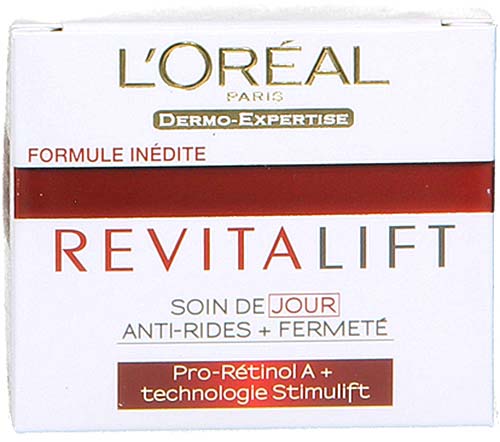 L'ORÉAL
PARIS
DERMO-EXPERTISE
FORMULE INÉDITE
REVITALIFT
SOIN DE JOUR
ANTI-RIDES + FERMETÉ
Pro-Rétinol A +
technologie Stimulift